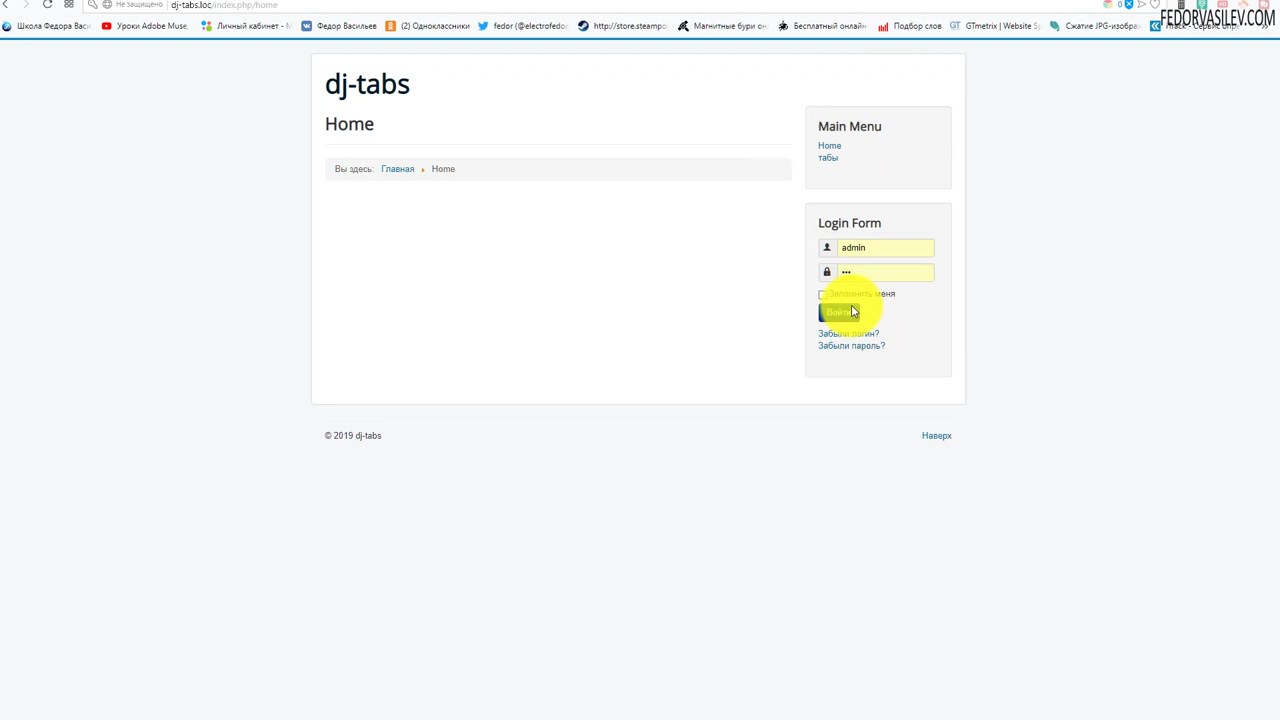 Не защищено dj-tabs.loc/index.php/home
FEDORVASILEV.COM
Школа Федора Васи
Уроки Adobe Muse,
Личный кабинет - М
Федор Васильев
(2) Одноклассники
fedor (@electrofedor
http://store.steampo
Магнитные бури он
Бесплатный онлайн
Подбор слов
GTmetrix | Website Sp
Сжатие JPG-изобра
dj-tabs
Home
Вы здесь: Главная Home
Main Menu
Home
табы
Login Form
admin
•••
Запомнить меня
Войти
Забыли логин?
Забыли пароль?
© 2019 dj-tabs
Наверх